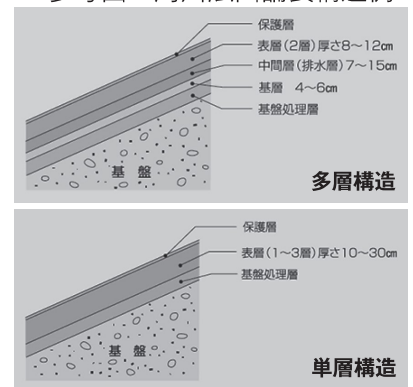 保護層
表層(2層)厚さ8〜12㎝
中間層(排水層)7〜15㎝
基層 4〜6㎝
基盤処理層
基 盤
多層構造
保護層
表層(1〜3層)厚さ10〜30㎝
基盤処理層
基 盤
単層構造